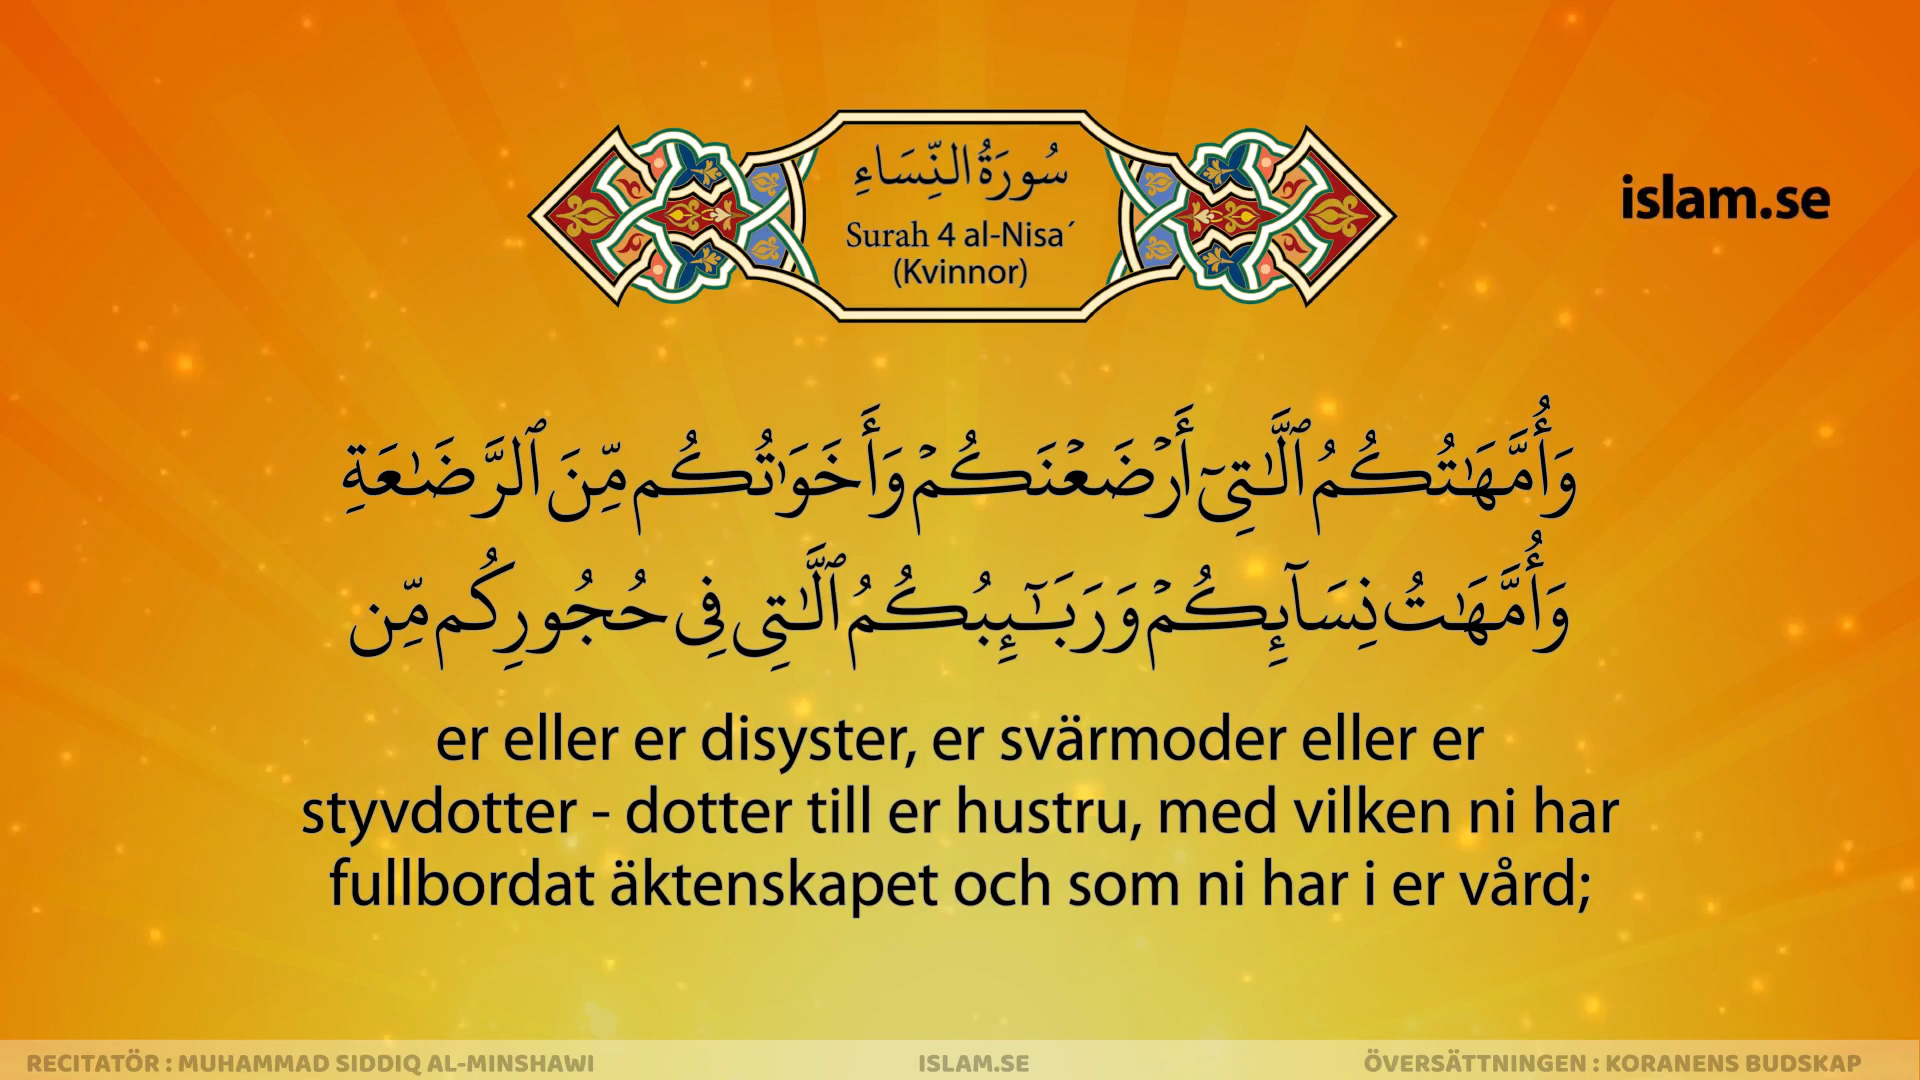 سُورَةُ النِّسَاءِ
Surah 4 al-Nisa´
(Kvinnor)
islam.se
وَأُمَّهَٰتُكُمُ ٱلَّٰتِىٓ أَرۡضَعۡنَكُمۡ وَأَخَوَٰتُكُم مِّنَ ٱلرَّضَٰعَةِ
وَأُمَّهَٰتُ نِسَآئِكُمۡ وَرَبَٰٓئِبُكُمُ ٱلَّٰتِى فِى حُجُورِكُم مِّن
er eller er disyster, er svärmoder eller er
styvdotter - dotter till er hustru, med vilken ni har
fullbordat äktenskapet och som ni har i er vård;
RECITATÖR : MUHAMMAD SIDDIQ AL-MINSHAWI
ISLAM.SE
ÖVERSÄTTNINGEN : KORANENS BUDSKAP